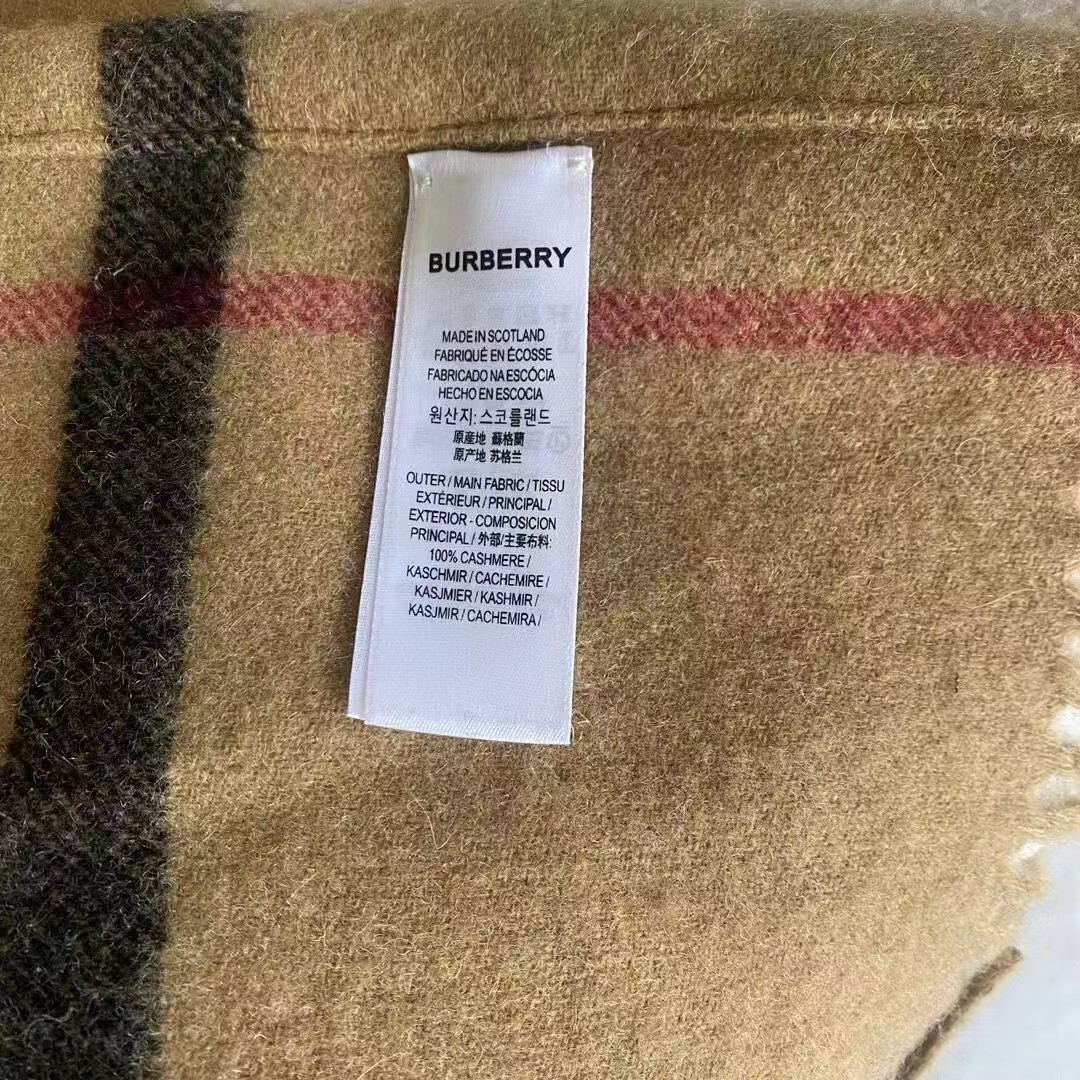 BURBERRY
MADE IN SCOTLAND
FABRIQUÉ EN ÉCOSSE
FABRICADO NA ESCÓCIA
HECHO EN ESCOCIA
원산지: 스코틀랜드
原産地 蘇格蘭
原产地 苏格兰
OUTER / MAIN FABRIC / TISSU
EXTÉRIEUR / PRINCIPAL /
EXTERIOR - COMPOSICION
PRINCIPAL / 外部/主要布料:
100% CASHMERE /
KASCHMIR / CACHEMIRE /
KASJMIER / KASHMIR /
KASJMIR / CACHEMIRA /